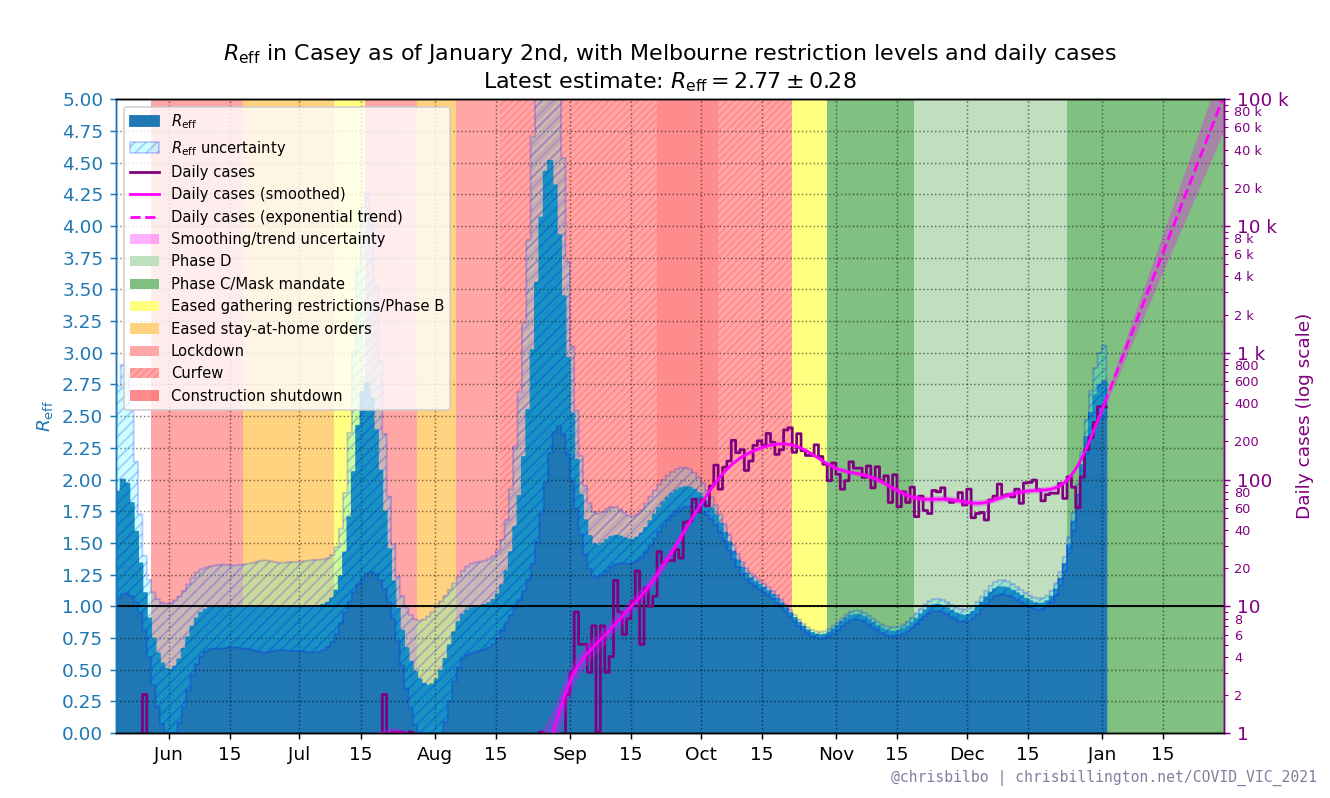 R_eff in Casey as of January 2nd, with Melbourne restriction levels and daily cases
Latest estimate: R_eff = 2.77 ± 0.28
5.00
4.75
4.50
4.25
4.00
3.75
3.50
3.25
3.00
2.75
2.50
2.25
2.00
1.75
1.50
1.25
1.00
0.75
0.50
0.25
0.00
R_eff
R_eff
R_eff uncertainty
Daily cases
Daily cases (smoothed)
Daily cases (exponential trend)
Smoothing/trend uncertainty
Phase D
Phase C/Mask mandate
Eased gathering restrictions/Phase B
Eased stay-at-home orders
Lockdown
Curfew
Construction shutdown
100 k
80 k
60 k
40 k
20 k
10 k
8 k
6 k
4 k
2 k
1 k
800
600
400
200
100
80
60
40
20
10
8
6
4
2
1
Daily cases (log scale)
Jun 15 Jul 15 Aug 15 Sep 15 Oct 15 Nov 15 Dec 15 Jan 15
@chrisbilbo | chrisbillington.net/COVID_VIC_2021